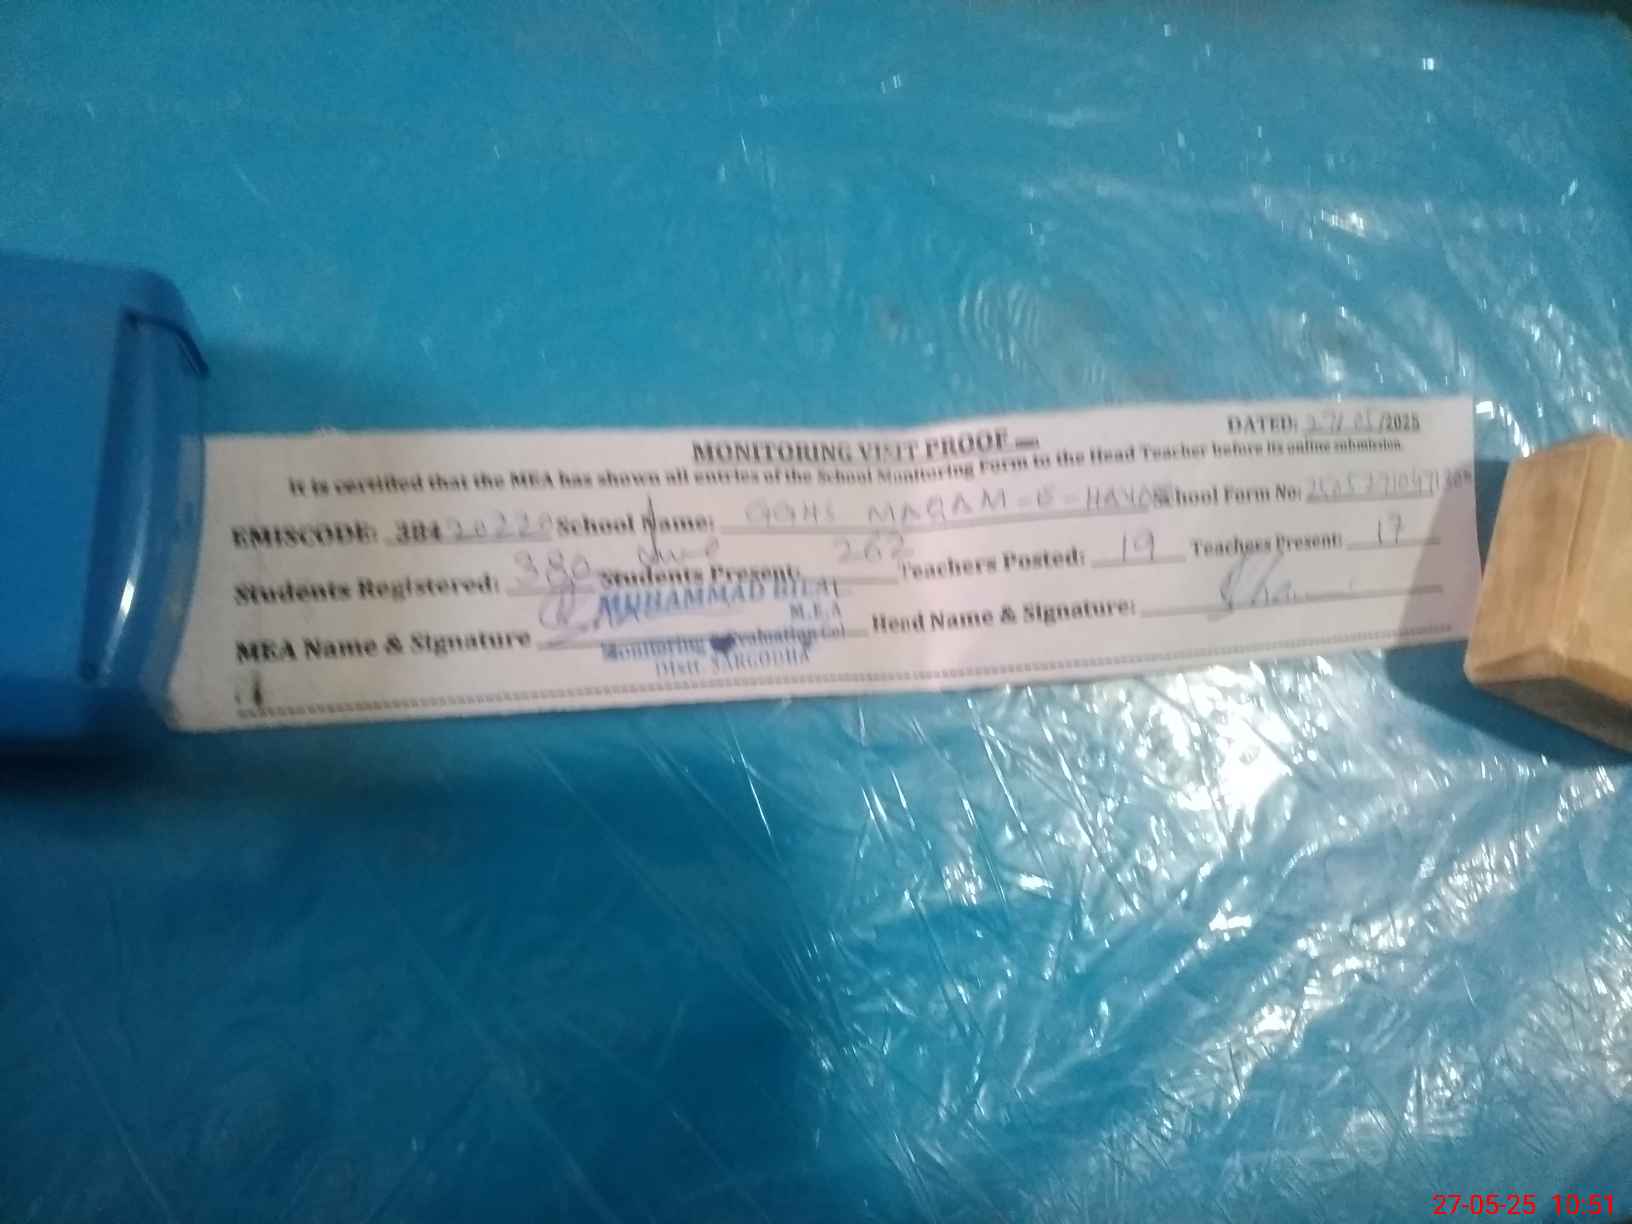 DATED: 27/05/2025
MONITORING VISIT PROOF
It is certified that the MEA has shown all entries of the School Monitoring Form to the Head Teacher before its online submission.
EMISCODE: 38420220 School Name: GGHS MAQAM-E-HAYAT School Form No:
Students Registered: 380 Students Present: 262 Teachers Posted: 19 Teachers Present: 17
MEA Name & Signature MUHAMMAD BILAL Head Name & Signature:
M.E.A
Monitoring Evaluation Cel
Distt. SARGODHA
27-05-25 10:51